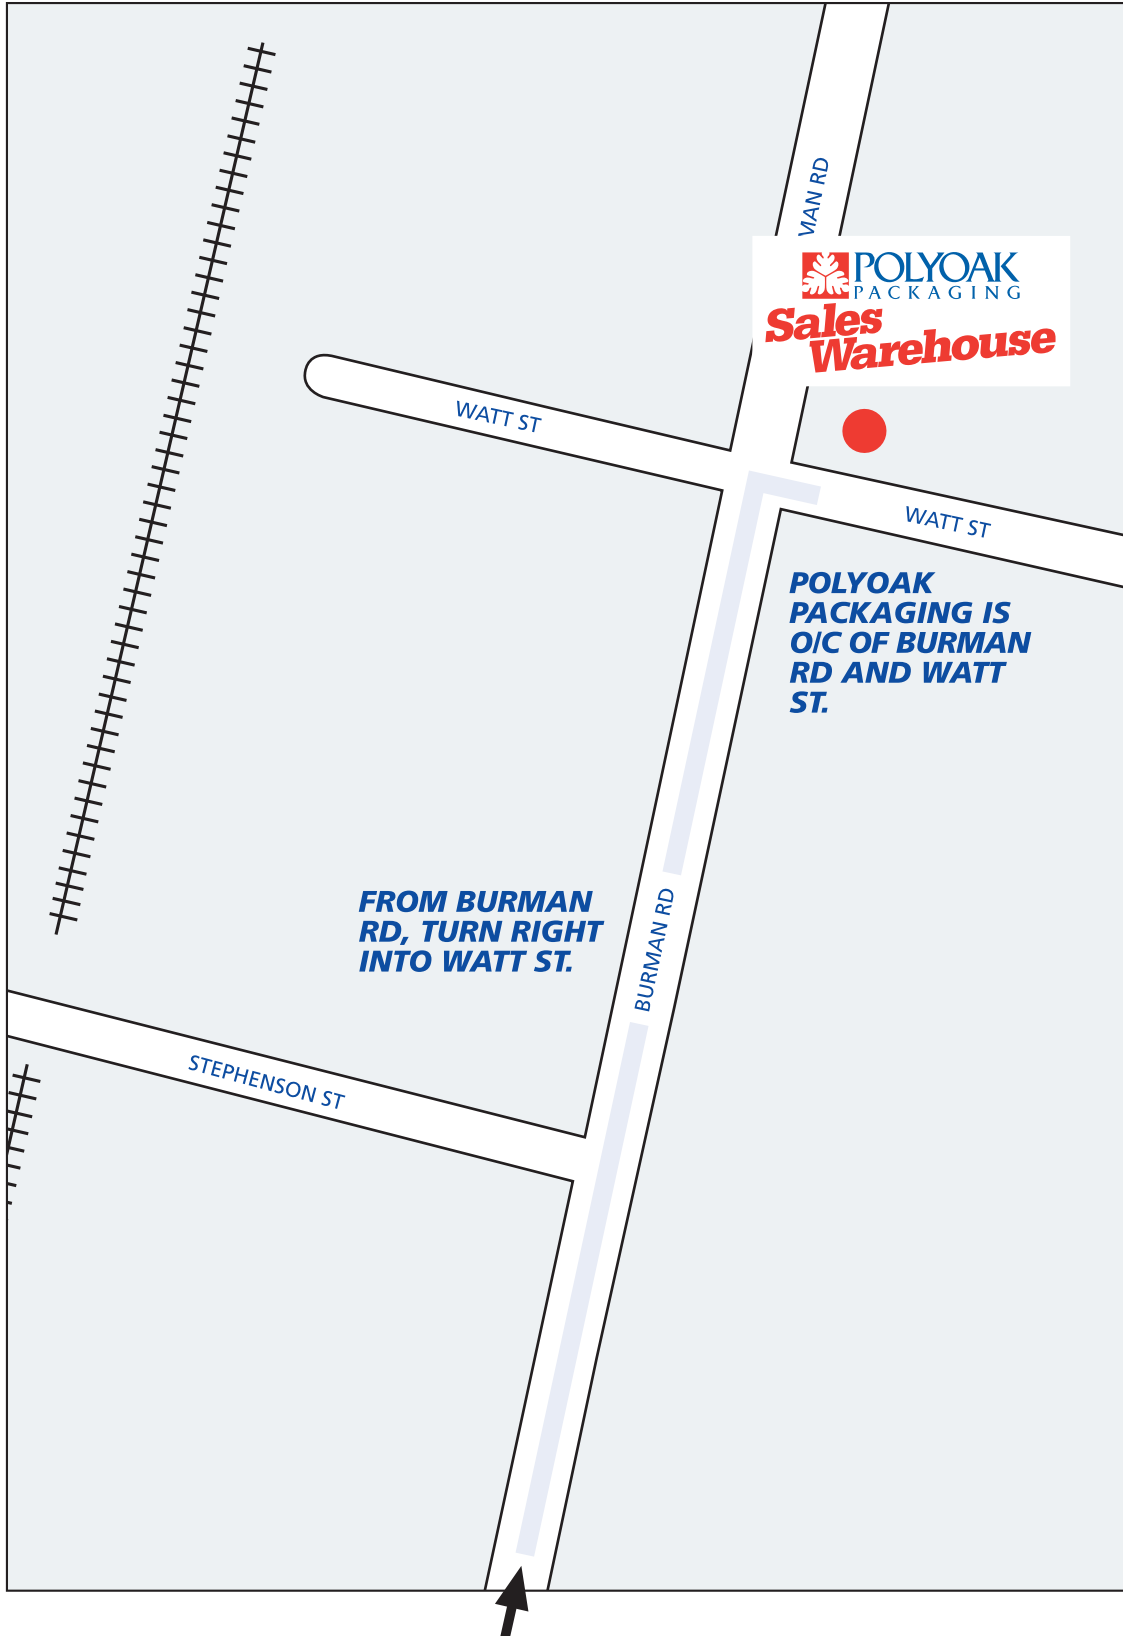 MAN RD
POLYOAK
PACKAGING
Sales
Warehouse
WATT ST
WATT ST
POLYOAK
PACKAGING IS
O/C OF BURMAN
RD AND WATT
ST.
FROM BURMAN
RD, TURN RIGHT
INTO WATT ST.
BURMAN RD
STEPHENSON ST